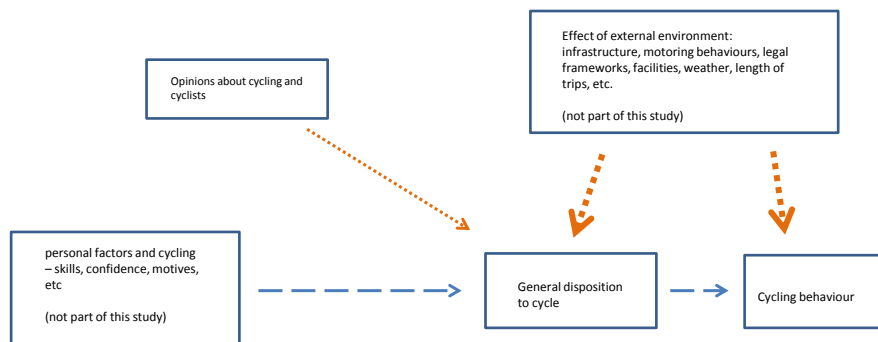 Opinions about cycling and
cyclists
Effect of external environment:
infrastructure, motoring behaviours, legal
frameworks, facilities, weather, length of
trips, etc.
(not part of this study)
personal factors and cycling
– skills, confidence, motives,
etc
(not part of this study)
General disposition
to cycle
Cycling behaviour